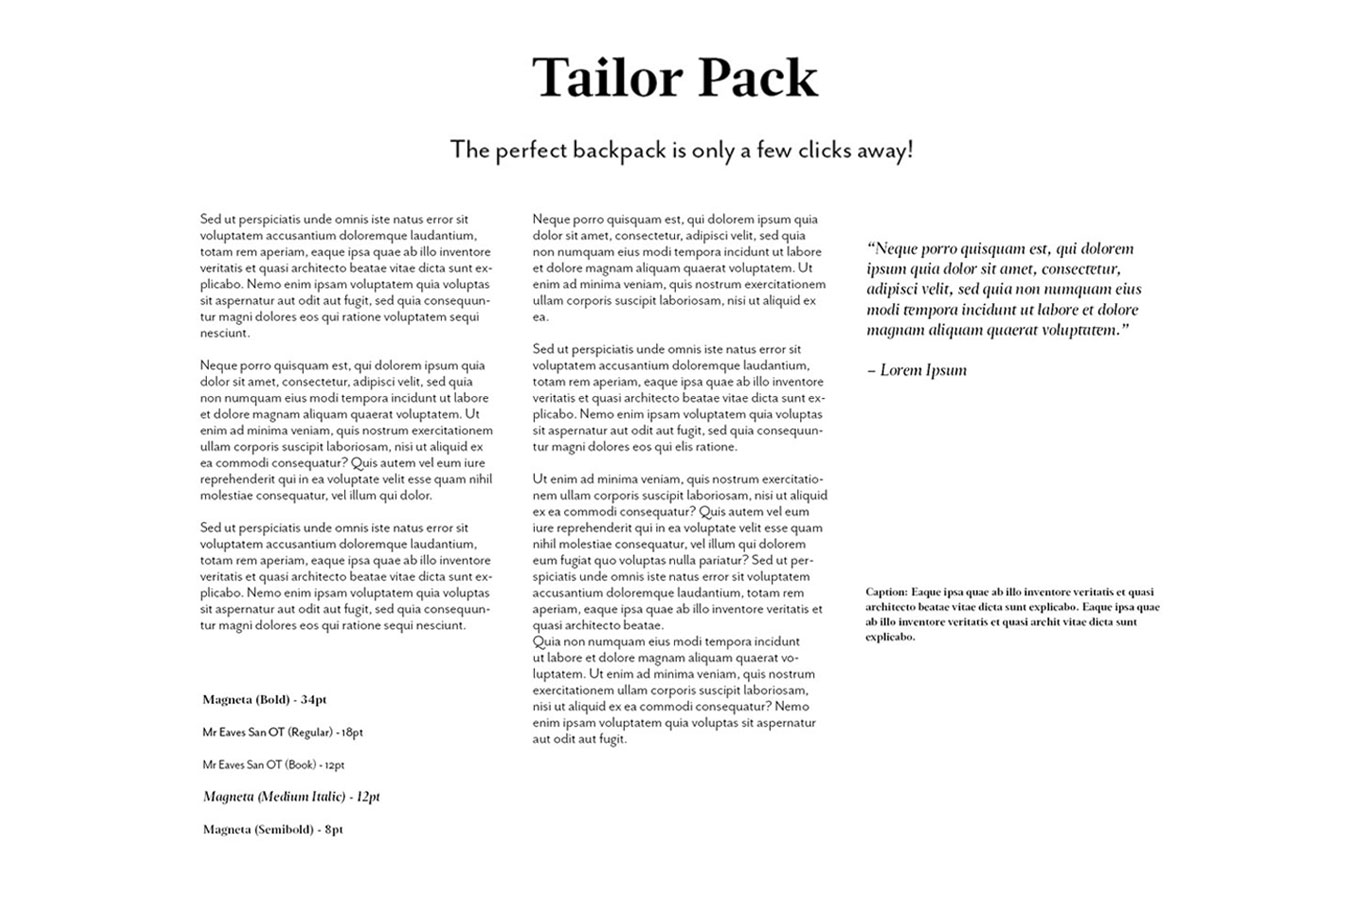 Tailor Pack
The perfect backpack is only a few clicks away!
Sed ut perspiciatis unde omnis iste natus error sit
voluptatem accusantium doloremque laudantium,
totam rem aperiam, eaque ipsa quae ab illo inventore
veritatis et quasi architecto beatae vitae dicta sunt ex-
plicabo. Nemo enim ipsam voluptatem quia voluptas
sit aspernatur aut odit aut fugit, sed quia consequun-
tur magni dolores eos qui ratione voluptatem sequi
nesciunt.
Neque porro quisquam est, qui dolorem ipsum quia
dolor sit amet, consectetur, adipisci velit, sed quia
non numquam eius modi tempora incidunt ut labore
et dolore magnam aliquam quaerat voluptatem. Ut
enim ad minima veniam, quis nostrum exercitationem
ullam corporis suscipit laboriosam, nisi ut aliquid ex
ea commodi consequatur? Quis autem vel eum iure
reprehenderit qui in ea voluptate velit esse quam nihil
molestiae consequatur, vel illum qui dolor.
Sed ut perspiciatis unde omnis iste natus error sit
voluptatem accusantium doloremque laudantium,
totam rem aperiam, eaque ipsa quae ab illo inventore
veritatis et quasi architecto beatae vitae dicta sunt ex-
plicabo. Nemo enim ipsam voluptatem quia voluptas
sit aspernatur aut odit aut fugit, sed quia consequun-
tur magni dolores eos qui ratione sequi nesciunt.
Magneta (Bold) - 34pt
Mr Eaves San OT (Regular) - 18pt
Mr Eaves San OT (Book) - 12pt
Magneta (Medium Italic) - 12pt
Magneta (Semibold) - 8pt
Neque porro quisquam est, qui dolorem ipsum quia
dolor sit amet, consectetur, adipisci velit, sed quia
non numquam eius modi tempora incidunt ut labore
et dolore magnam aliquam quaerat voluptatem. Ut
enim ad minima veniam, quis nostrum exercitationem
ullam corporis suscipit laboriosam, nisi ut aliquid ex
ea.
Sed ut perspiciatis unde omnis iste natus error sit
voluptatem accusantium doloremque laudantium,
totam rem aperiam, eaque ipsa quae ab illo inventore
veritatis et quasi architecto beatae vitae dicta sunt ex-
plicabo. Nemo enim ipsam voluptatem quia voluptas
sit aspernatur aut odit aut fugit, sed quia consequun-
tur magni dolores eos qui elis ratione.
Ut enim ad minima veniam, quis nostrum exercitatio-
nem ullam corporis suscipit laboriosam, nisi ut aliquid
ex ea commodi consequatur? Quis autem vel eum
iure reprehenderit qui in ea voluptate velit esse quam
nihil molestiae consequatur, vel illum qui dolorem
eum fugiat quo voluptas nulla pariatur? Sed ut per-
spiciatis unde omnis iste natus error sit voluptatem
accusantium doloremque laudantium, totam rem
aperiam, eaque ipsa quae ab illo inventore veritatis et
quasi architecto beatae.
Quia non numquam eius modi tempora incidunt
ut labore et dolore magnam aliquam quaerat vo-
luptatem. Ut enim ad minima veniam, quis nostrum
exercitationem ullam corporis suscipit laboriosam,
nisi ut aliquid ex ea commodi consequatur? Nemo
enim ipsam voluptatem quia voluptas sit aspernatur
aut odit aut fugit.
“Neque porro quisquam est, qui dolorem
ipsum quia dolor sit amet, consectetur,
adipisci velit, sed quia non numquam eius
modi tempora incidunt ut labore et dolore
magnam aliquam quaerat voluptatem.”
– Lorem Ipsum
Caption: Eaque ipsa quae ab illo inventore veritatis et quasi
architecto beatae vitae dicta sunt explicabo. Eaque ipsa quae
ab illo inventore veritatis et quasi archit vitae dicta sunt
explicabo.